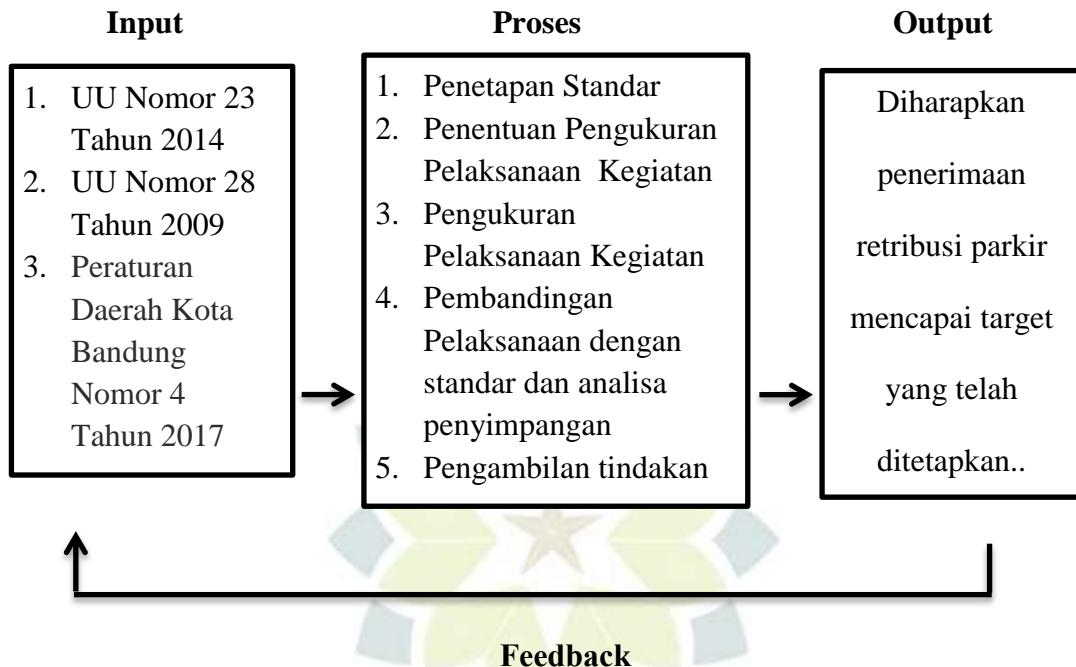 Input
1. UU Nomor 23
Tahun 2014
2. UU Nomor 28
Tahun 2009
3. Peraturan
Daerah Kota
Bandung
Nomor 4
Tahun 2017
Proses
1. Penetapan Standar
2. Penentuan Pengukuran
Pelaksanaan Kegiatan
3. Pengukuran
Pelaksanaan Kegiatan
4. Pembandingan
Pelaksanaan dengan
standar dan analisa
penyimpangan
5. Pengambilan tindakan
Output
Diharapkan
penerimaan
retribusi parkir
mencapai target
yang telah
ditetapkan..
Feedback